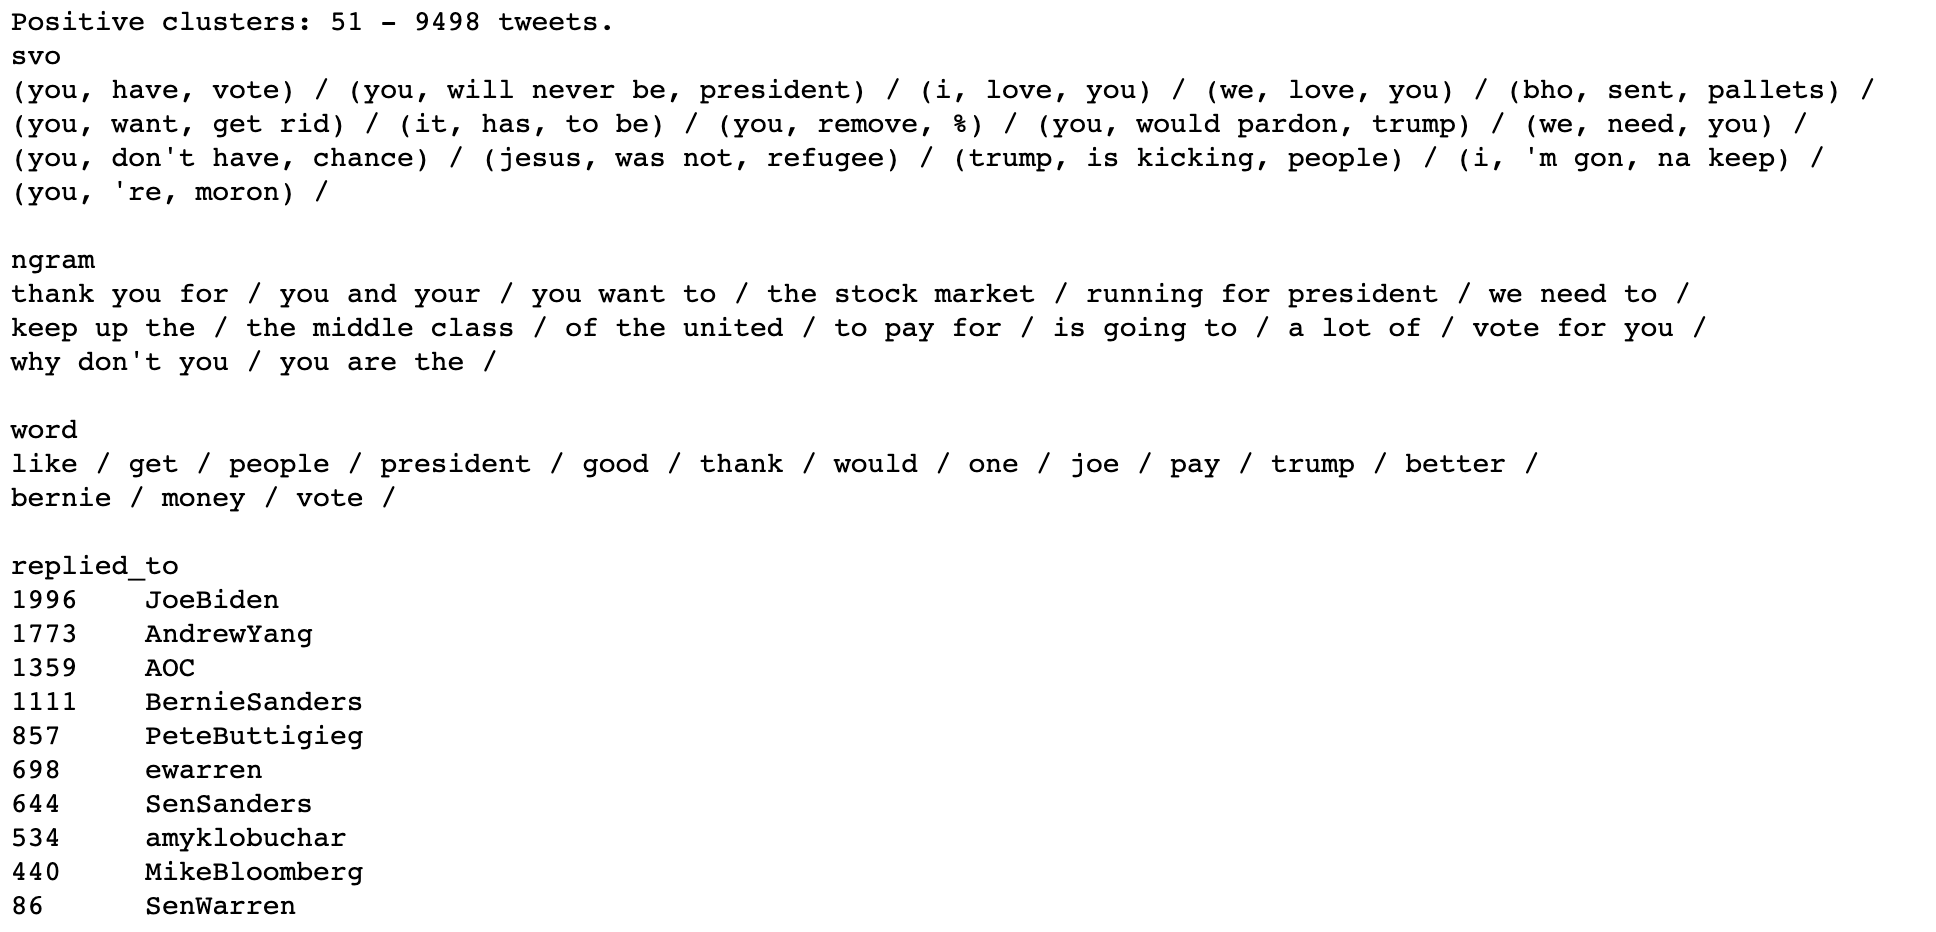 Positive clusters: 51 - 9498 tweets.
svo
(you, have, vote) / (you, will never be, president) / (i, love, you) / (we, love, you) / (bho, sent, pallets) /
(you, want, get rid) / (it, has, to be) / (you, remove, %) / (you, would pardon, trump) / (we, need, you) /
(you, don't have, chance) / (jesus, was not, refugee) / (trump, is kicking, people) / (i, 'm gon, na keep) /
(you, 're, moron) /
ngram
thank you for / you and your / you want to / the stock market / running for president / we need to /
keep up the / the middle class / of the united / to pay for / is going to / a lot of / vote for you /
why don't you / you are the /
word
like / get / people / president / good / thank / would / one / joe / pay / trump / better /
bernie / money / vote /
replied_to
1996 JoeBiden
1773 AndrewYang
1359 AOC
1111 BernieSanders
857 PeteButtigieg
698 ewarren
644 SenSanders
534 amyklobuchar
440 MikeBloomberg
86 SenWarren